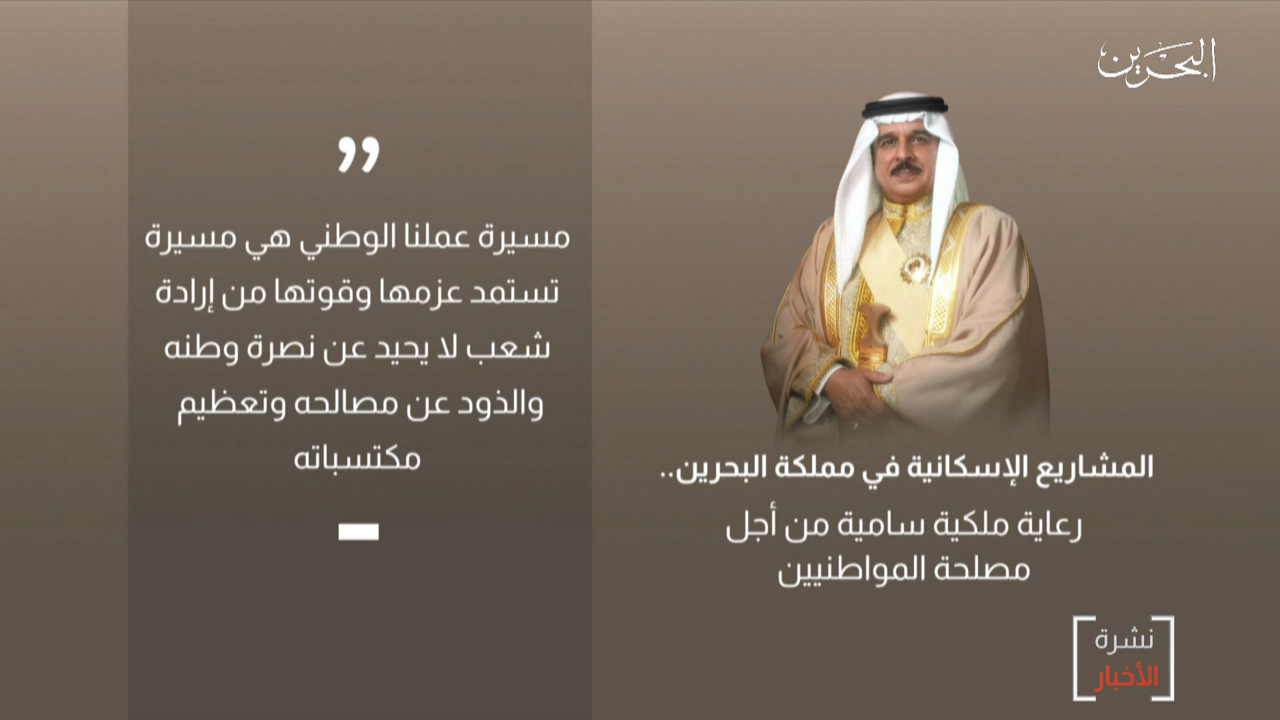 البحرين
”
مسيرة عملنا الوطني هي مسيرة
تستمد عزمها وقوتها من إرادة
شعب لا يحيد عن نصرة وطنه
والذود عن مصالحه وتعظيم
مكتسباته
المشاريع الإسكانية في مملكة البحرين..
رعاية ملكية سامية من أجل
مصلحة المواطنيين
نشرة
الأخبار